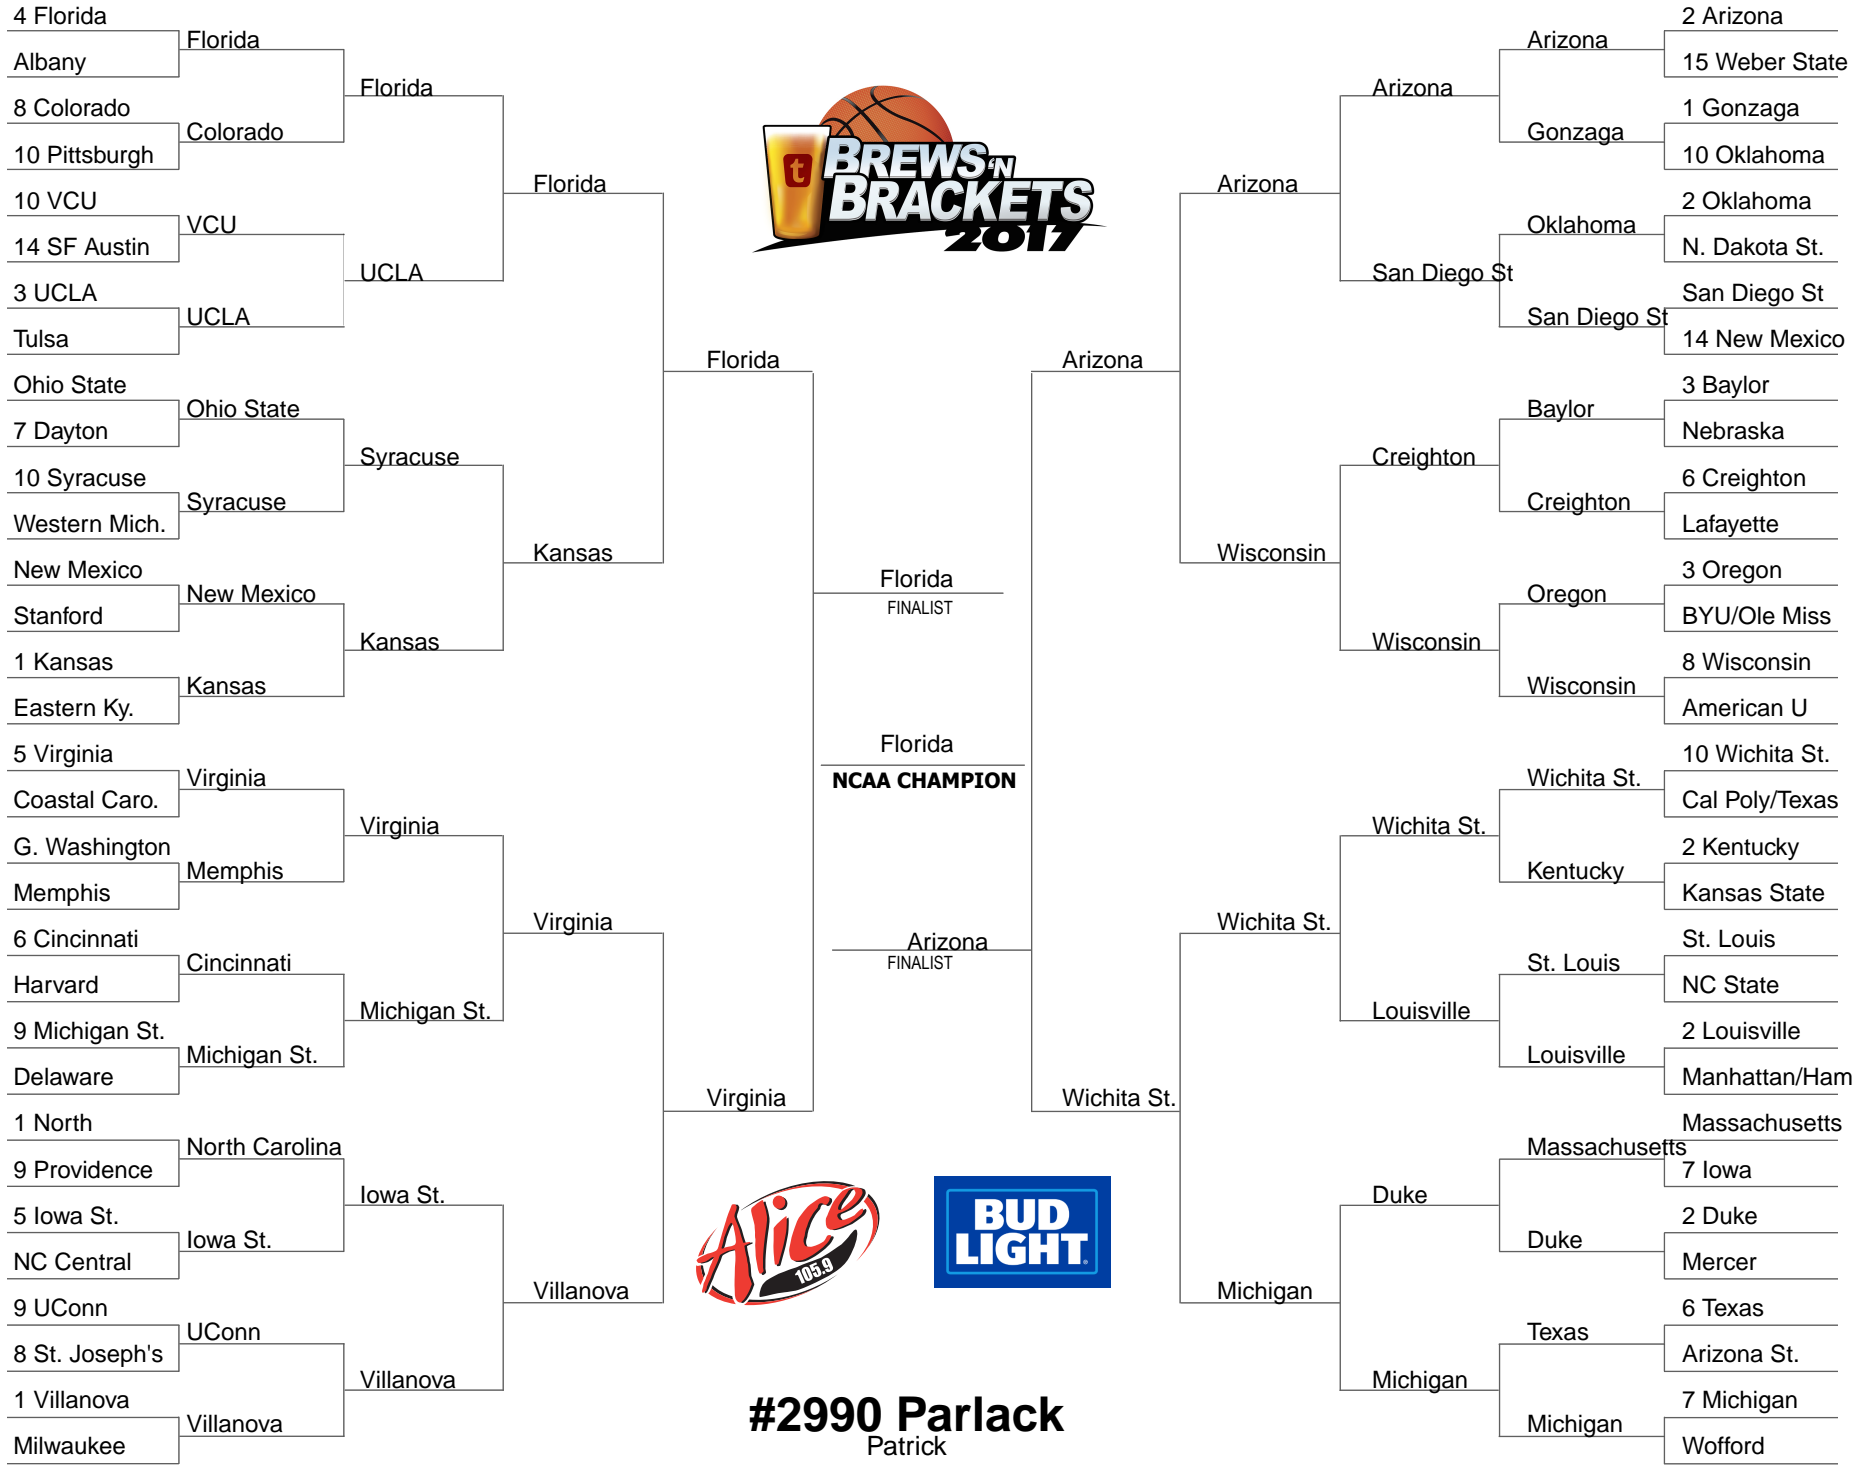 4 Florida
Albany
8 Colorado
10 Pittsburgh
10 VCU
14 SF Austin
3 UCLA
Tulsa
Ohio State
7 Dayton
10 Syracuse
Western Mich.
New Mexico
Stanford
1 Kansas
Eastern Ky.
5 Virginia
Coastal Caro.
G. Washington
Memphis
6 Cincinnati
Harvard
9 Michigan St.
Delaware
1 North
9 Providence
5 Iowa St.
NC Central
9 UConn
8 St. Joseph's
1 Villanova
Milwaukee
Florida
Colorado
VCU
UCLA
Ohio State
Syracuse
New Mexico
Kansas
Virginia
Memphis
Cincinnati
Michigan St.
North Carolina
Iowa St.
UConn
Villanova
Florida
UCLA
Syracuse
Kansas
Virginia
Michigan St.
Iowa St.
Villanova
Florida
Kansas
Virginia
Villanova
Florida
Virginia
t
BREWS 'N
BRACKETS
2017
Florida
FINALIST
Florida
NCAA CHAMPION
Arizona
FINALIST
Alice
105.9
BUD
LIGHT
#2990 Parlack
Patrick
Arizona
Wichita St.
Arizona
Wisconsin
Wichita St.
Michigan
Arizona
San Diego St
Creighton
Wisconsin
Wichita St.
Louisville
Duke
Michigan
Arizona
Gonzaga
Oklahoma
San Diego St
Baylor
Creighton
Oregon
Wisconsin
Wichita St.
Kentucky
St. Louis
Louisville
Massachusetts
Duke
Texas
Michigan
2 Arizona
15 Weber State
1 Gonzaga
10 Oklahoma
2 Oklahoma
N. Dakota St.
San Diego St
14 New Mexico
3 Baylor
Nebraska
6 Creighton
Lafayette
3 Oregon
BYU/Ole Miss
8 Wisconsin
American U
10 Wichita St.
Cal Poly/Texas
2 Kentucky
Kansas State
St. Louis
NC State
2 Louisville
Manhattan/Ham
Massachusetts
7 Iowa
2 Duke
Mercer
6 Texas
Arizona St.
7 Michigan
Wofford